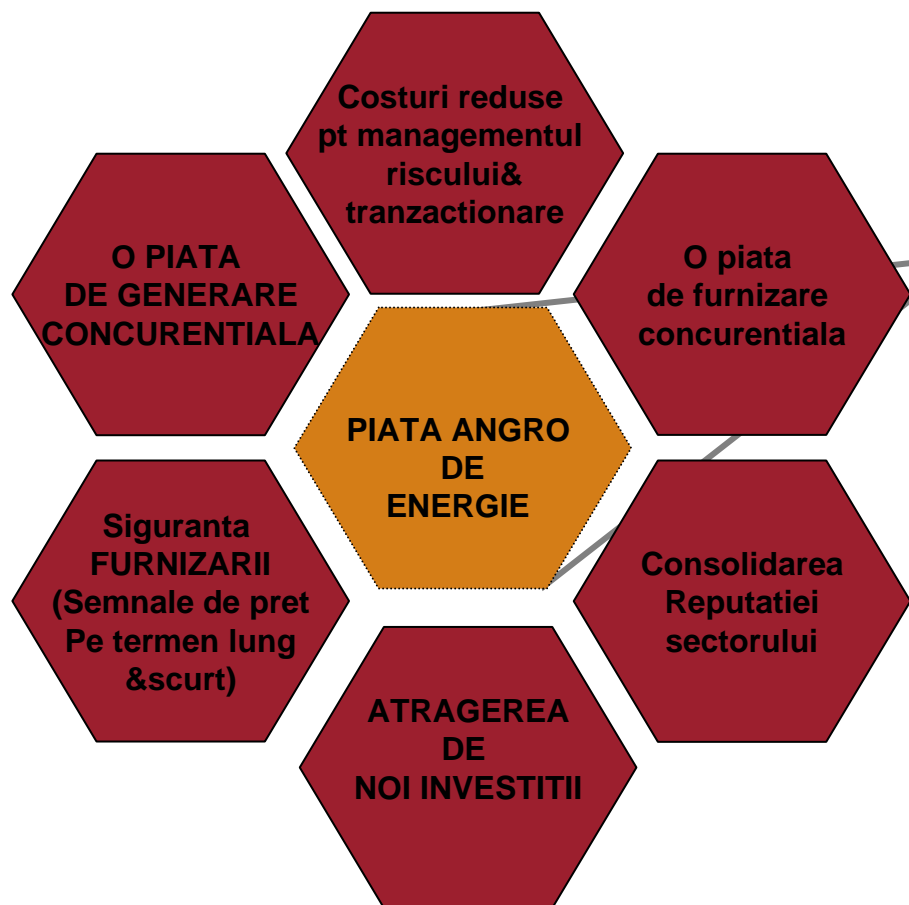 Costuri reduse
pt managementul
riscului&
tranzactionare
O PIATA
DE GENERARE
CONCURENTIALA
O piata
de furnizare
concurentiala
PIATA ANGRO
DE
ENERGIE
Siguranta
FURNIZARII
(Semnale de pret
Pe termen lung
&scurt)
Consolidarea
Reputatiei
sectorului
ATRAGEREA
DE
NOI INVESTITII